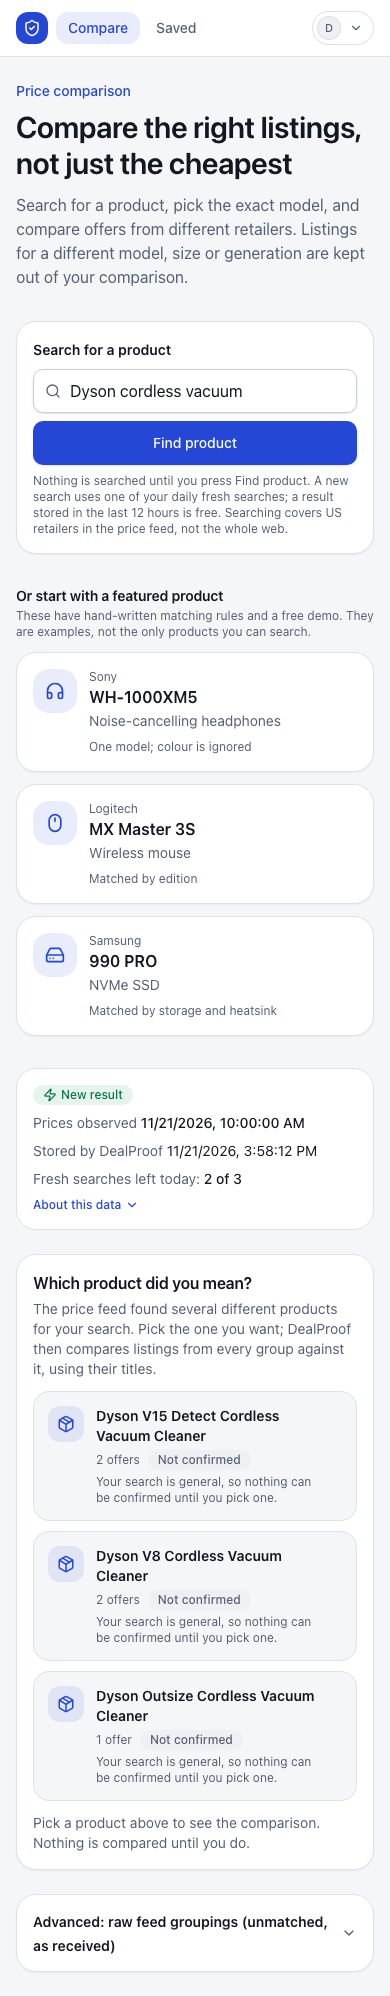 Compare
Saved
D
Price comparison
Compare the right listings,
not just the cheapest
Search for a product, pick the exact model, and
compare offers from different retailers. Listings
for a different model, size or generation are kept
out of your comparison.
Search for a product
Dyson cordless vacuum
Find product
Nothing is searched until you press Find product. A new
search uses one of your daily fresh searches; a result
stored in the last 12 hours is free. Searching covers US
retailers in the price feed, not the whole web.
Or start with a featured product
These have hand-written matching rules and a free demo. They
are examples, not the only products you can search.
Sony
WH-1000XM5
Noise-cancelling headphones
One model; colour is ignored
Logitech
MX Master 3S
Wireless mouse
Matched by edition
Samsung
990 PRO
NVMe SSD
Matched by storage and heatsink
New result
Prices observed 11/21/2026, 10:00:00 AM
Stored by DealProof 11/21/2026, 3:58:12 PM
Fresh searches left today: 2 of 3
About this data
Which product did you mean?
The price feed found several different products
for your search. Pick the one you want; DealProof
then compares listings from every group against
it, using their titles.
Dyson V15 Detect Cordless
Vacuum Cleaner
2 offers Not confirmed
Your search is general, so nothing can
be confirmed until you pick one.
Dyson V8 Cordless Vacuum
Cleaner
2 offers Not confirmed
Your search is general, so nothing can
be confirmed until you pick one.
Dyson Outsize Cordless Vacuum
Cleaner
1 offer Not confirmed
Your search is general, so nothing can
be confirmed until you pick one.
Pick a product above to see the comparison.
Nothing is compared until you do.
Advanced: raw feed groupings (unmatched,
as received)